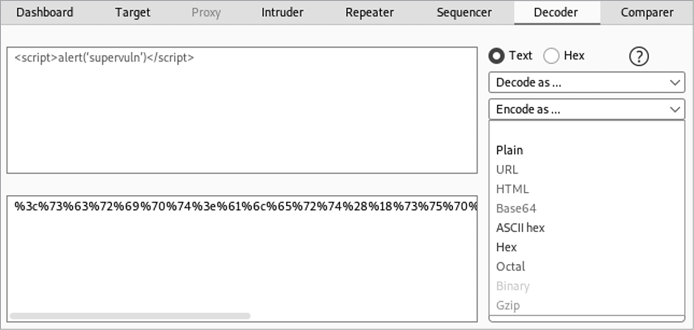 Dashboard Target Proxy Intruder Repeater Sequencer Decoder Comparer
<script>alert(‘supervuln’)</script>
Text Hex ?
Decode as ...
Encode as ...
Plain
URL
HTML
Base64
ASCII hex
Hex
Octal
Binary
Gzip
%3c%73%63%72%69%70%74%3e%61%6c%65%72%74%28%18%73%75%70%